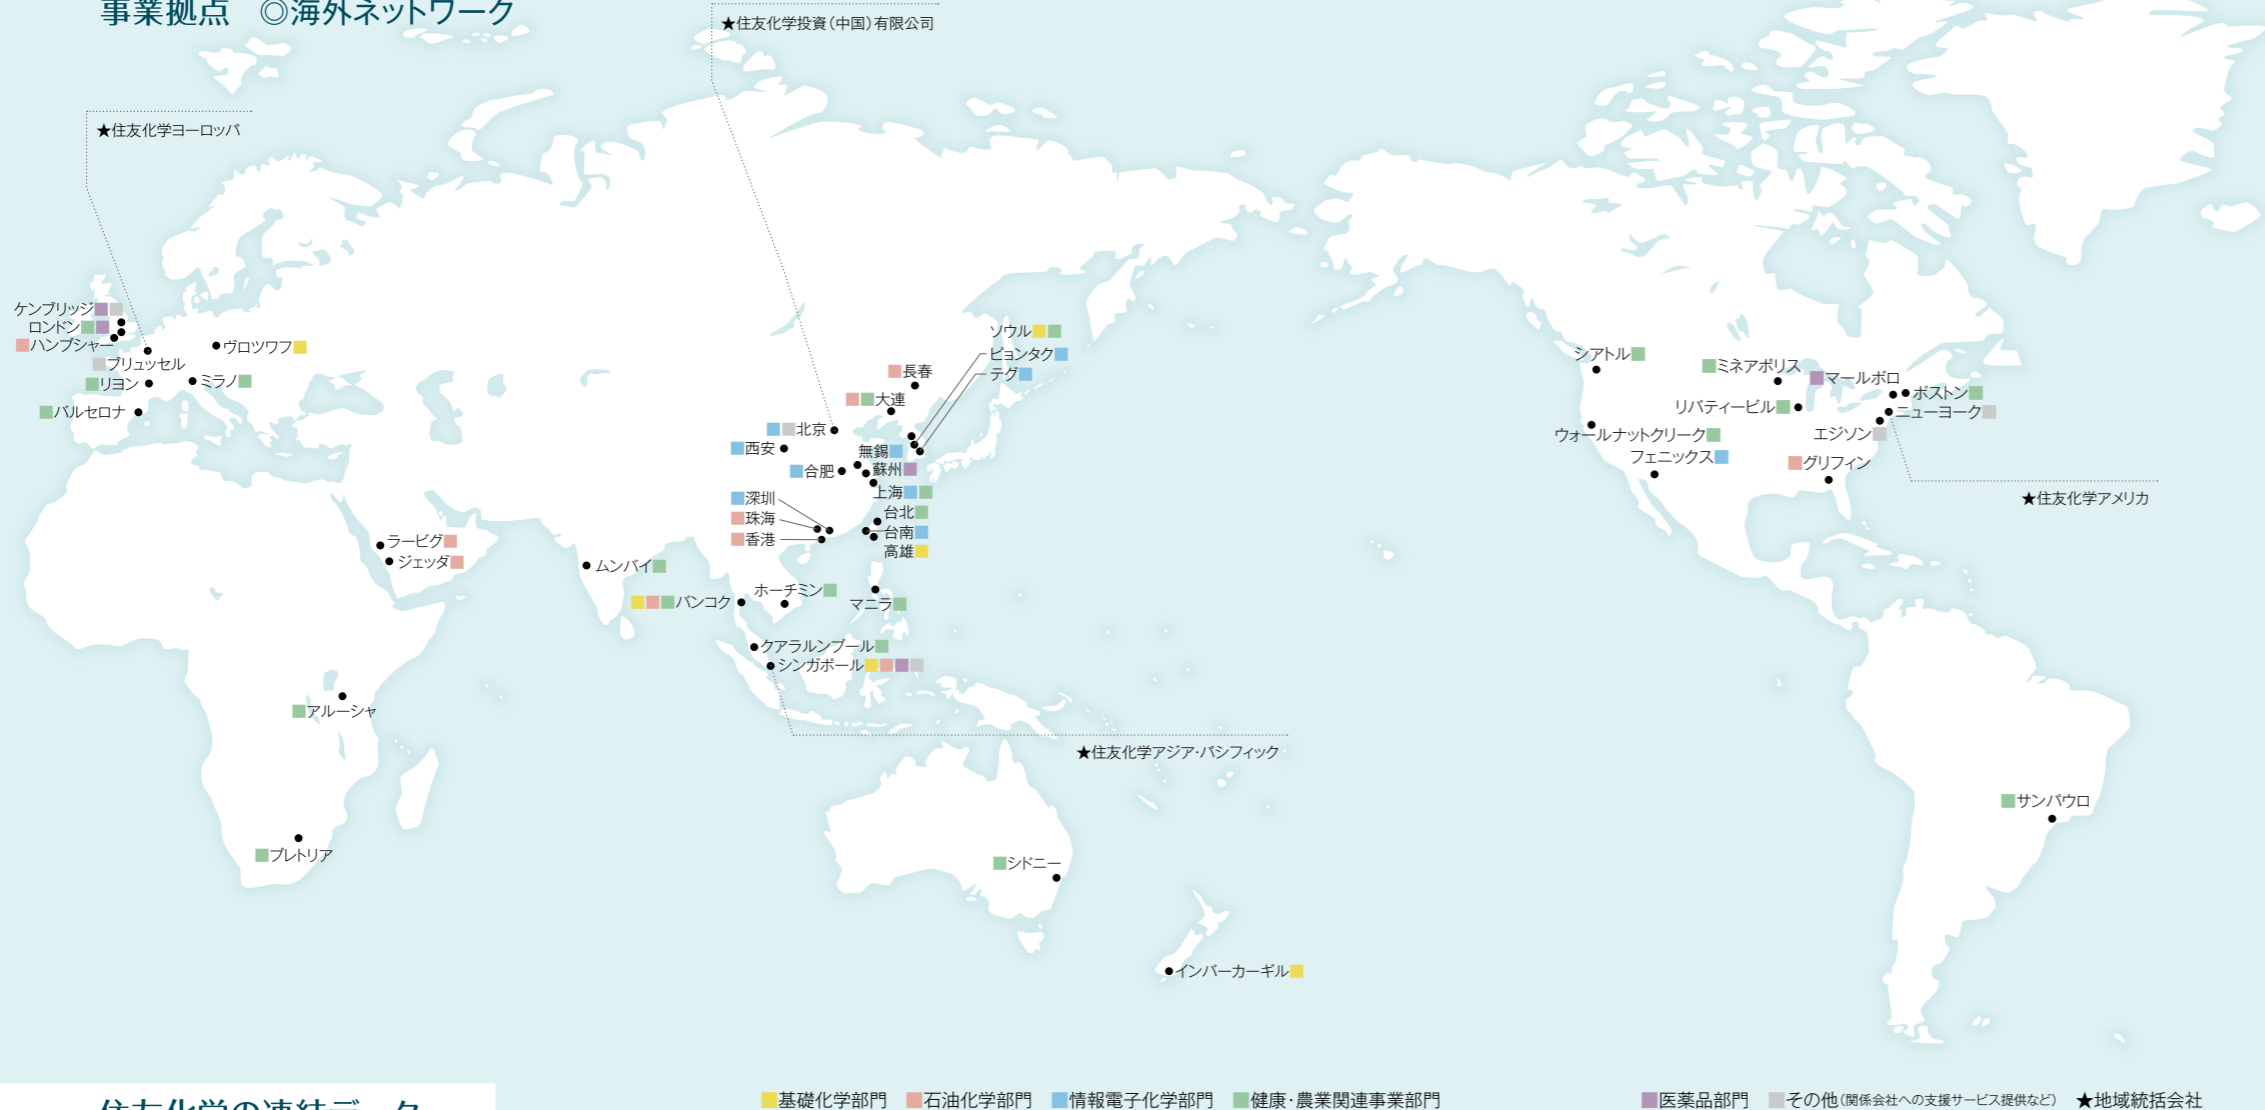 事業拠点　◎海外ネットワーク
★住友化学投資（中国）有限公司
★住友化学ヨーロッパ
ケンブリッジ
ロンドン
ハンプシャー
ブリュッセル
リヨン
バルセロナ
ヴロツワフ
ミラノ
ラービグ
ジェッダ
アルーシャ
プレトリア
ムンバイ
バンコク
ホーチミン
マニラ
クアラルンプール
シンガポール
★住友化学アジア・パシフィック
ソウル
ピョンタク
テグ
長春
大連
北京
西安
無錫
合肥
蘇州
上海
深圳
珠海
香港
台北
台南
高雄
シドニー
インバーカーギル
シアトル
ミネアポリス
マールボロ
ボストン
リバティービル
ニューヨーク
ウォールナットクリーク
エジソン
フェニックス
グリフィン
★住友化学アメリカ
サンパウロ
基礎化学部門 石油化学部門 情報電子化学部門 健康・農業関連事業部門 医薬品部門 その他（関係会社への支援サービス提供など） ★地域統括会社
住友化学の連結データ